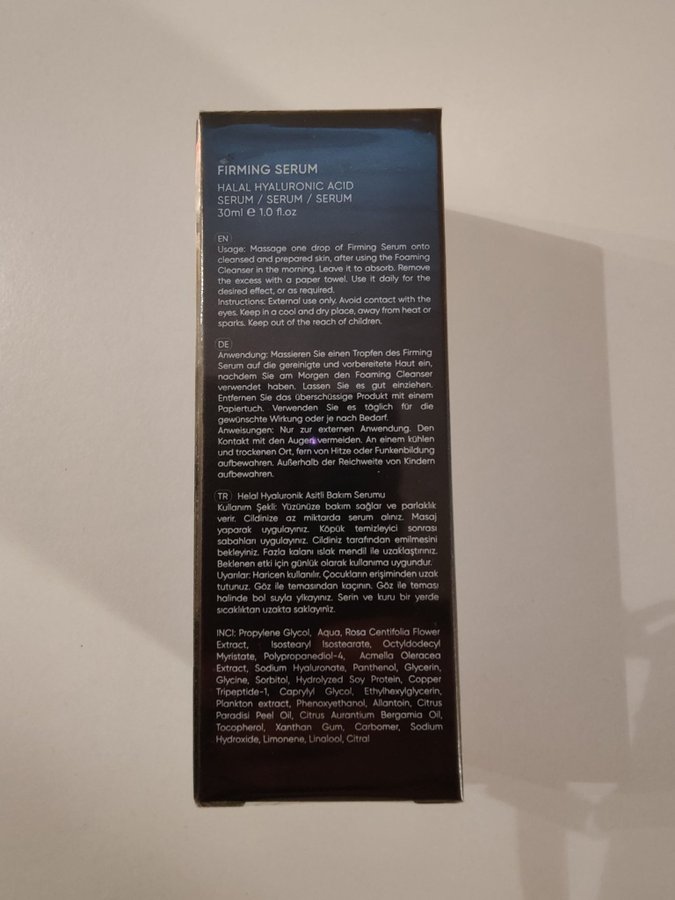 FIRMING SERUM
HALAL HYALURONIC ACID
SERUM / SERUM / SERUM
30ml ℮ 1.0 fl.oz
EN
Usage: Massage one drop of Firming Serum onto
cleansed and prepared skin, after using the Foaming
Cleanser in the morning. Leave it to absorb. Remove
the excess with a paper towel. Use it daily for the
desired effect, or as required.
Instructions: External use only. Avoid contact with the
eyes. Keep in a cool and dry place, away from heat or
sparks. Keep out of the reach of children.
DE
Anwendung: Massieren Sie einen Tropfen des Firming
Serum auf die gereinigte und vorbereitete Haut ein,
nachdem Sie am Morgen den Foaming Cleanser
verwendet haben. Lassen Sie es gut einziehen.
Entfernen Sie das überschüssige Produkt mit einem
Papiertuch. Verwenden Sie es täglich für die
gewünschte Wirkung oder je nach Bedarf.
Anweisungen: Nur zur externen Anwendung. Den
Kontakt mit den Augen vermeiden. An einem kühlen
und trockenen Ort, fern von Hitze oder Funkenbildung
aufbewahren. Außerhalb der Reichweite von Kindern
aufbewahren.
TR Helal Hyaluronik Asitli Bakım Serumu
Kullanım Şekli: Yüzünüze bakım sağlar ve parlaklık
verir. Cildinize az miktarda serum alınız. Masaj
yaparak uygulayınız. Köpük temizleyici sonrası
sabahları uygulayınız. Cildiniz tarafından emilmesini
bekleyiniz. Fazla kalanı ıslak mendil ile uzaklaştırınız.
Beklenen etki için günlük olarak kullanıma uygundur.
Uyarılar: Haricen kullanılır. Çocukların erişiminden uzak
tutunuz. Göz ile temasından kaçının. Göz ile teması
halinde bol suyla yıkayınız. Serin ve kuru bir yerde
sıcaklıktan uzakta saklayınız.
INCI: Propylene Glycol, Aqua, Rosa Centifolia Flower
Extract, Isostearyl Isostearate, Octyldodecyl
Myristate, Polypropanediol-4, Acmella Oleracea
Extract, Sodium Hyaluronate, Panthenol, Glycerin,
Glycine, Sorbitol, Hydrolyzed Soy Protein, Copper
Tripeptide-1, Caprylyl Glycol, Ethylhexylglycerin,
Plankton extract, Phenoxyethanol, Allantoin, Citrus
Paradisi Peel Oil, Citrus Aurantium Bergamia Oil,
Tocopherol, Xanthan Gum, Carbomer, Sodium
Hydroxide, Limonene, Linalool, Citral